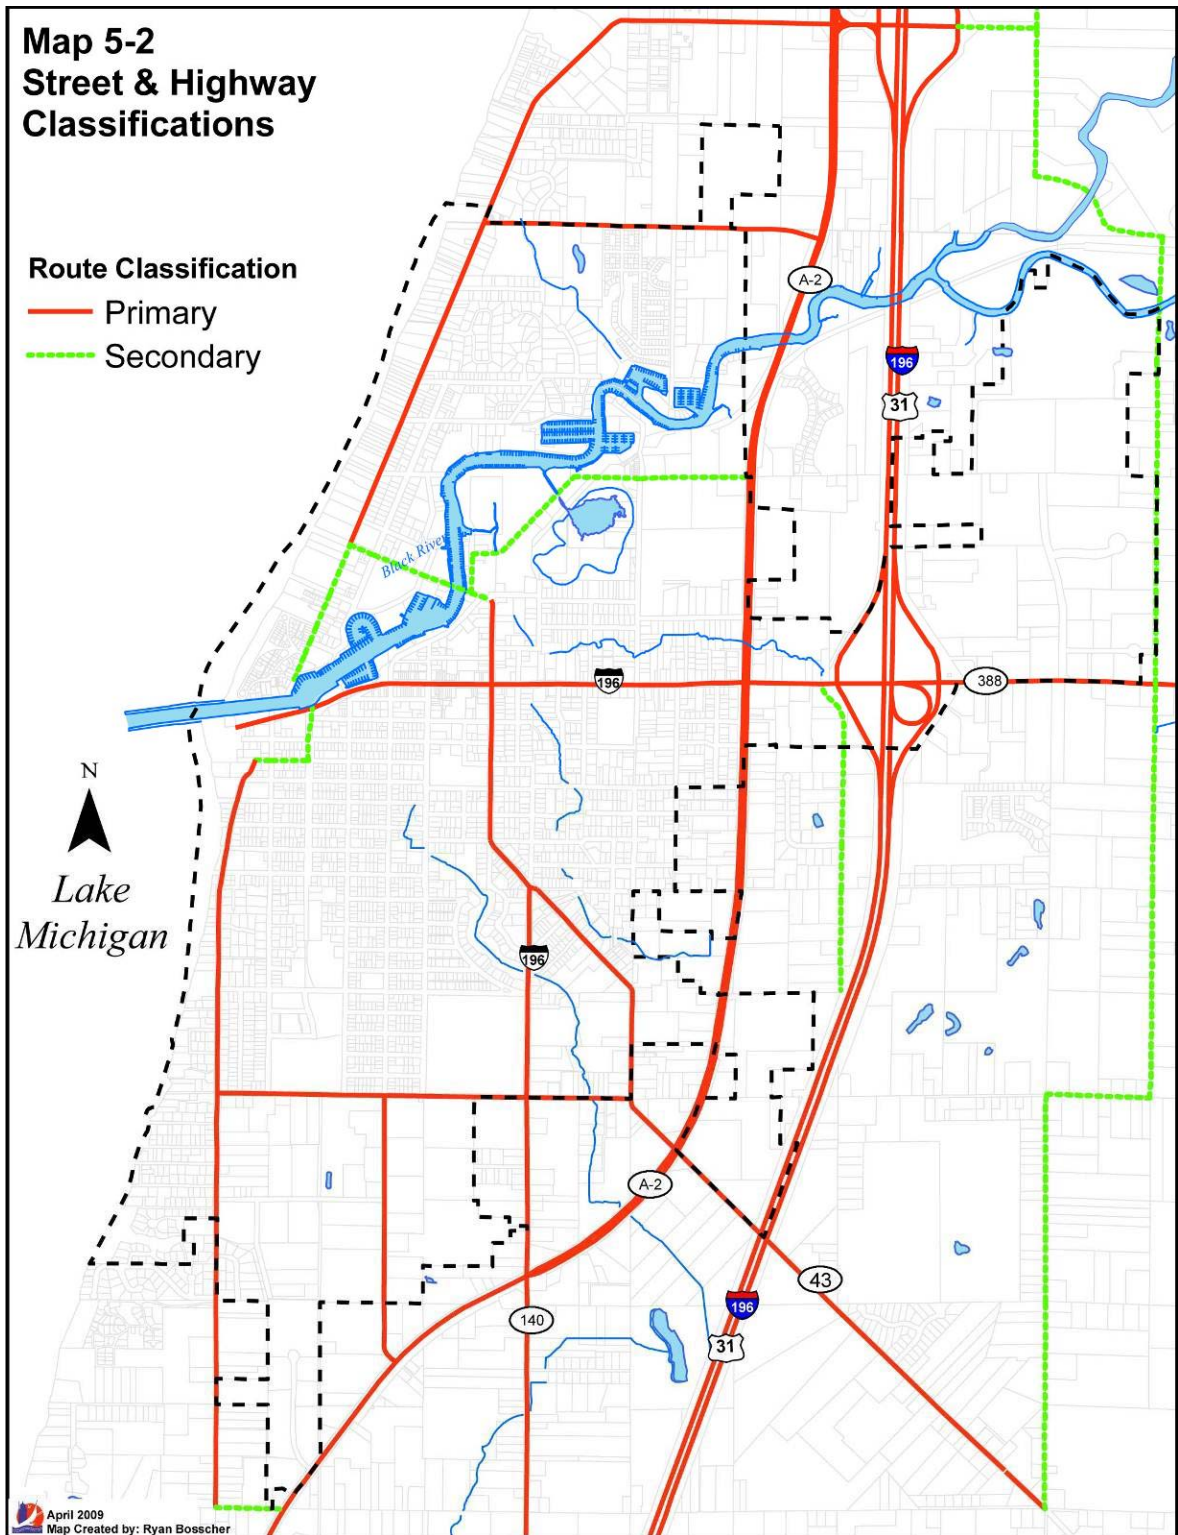 Map 5-2
Street & Highway
Classifications
Route Classification
Primary
Secondary
A-2
196
31
Black River
196
388
N
Lake
Michigan
196
A-2
43
196
140
31
April 2009
Map Created by: Ryan Bosscher